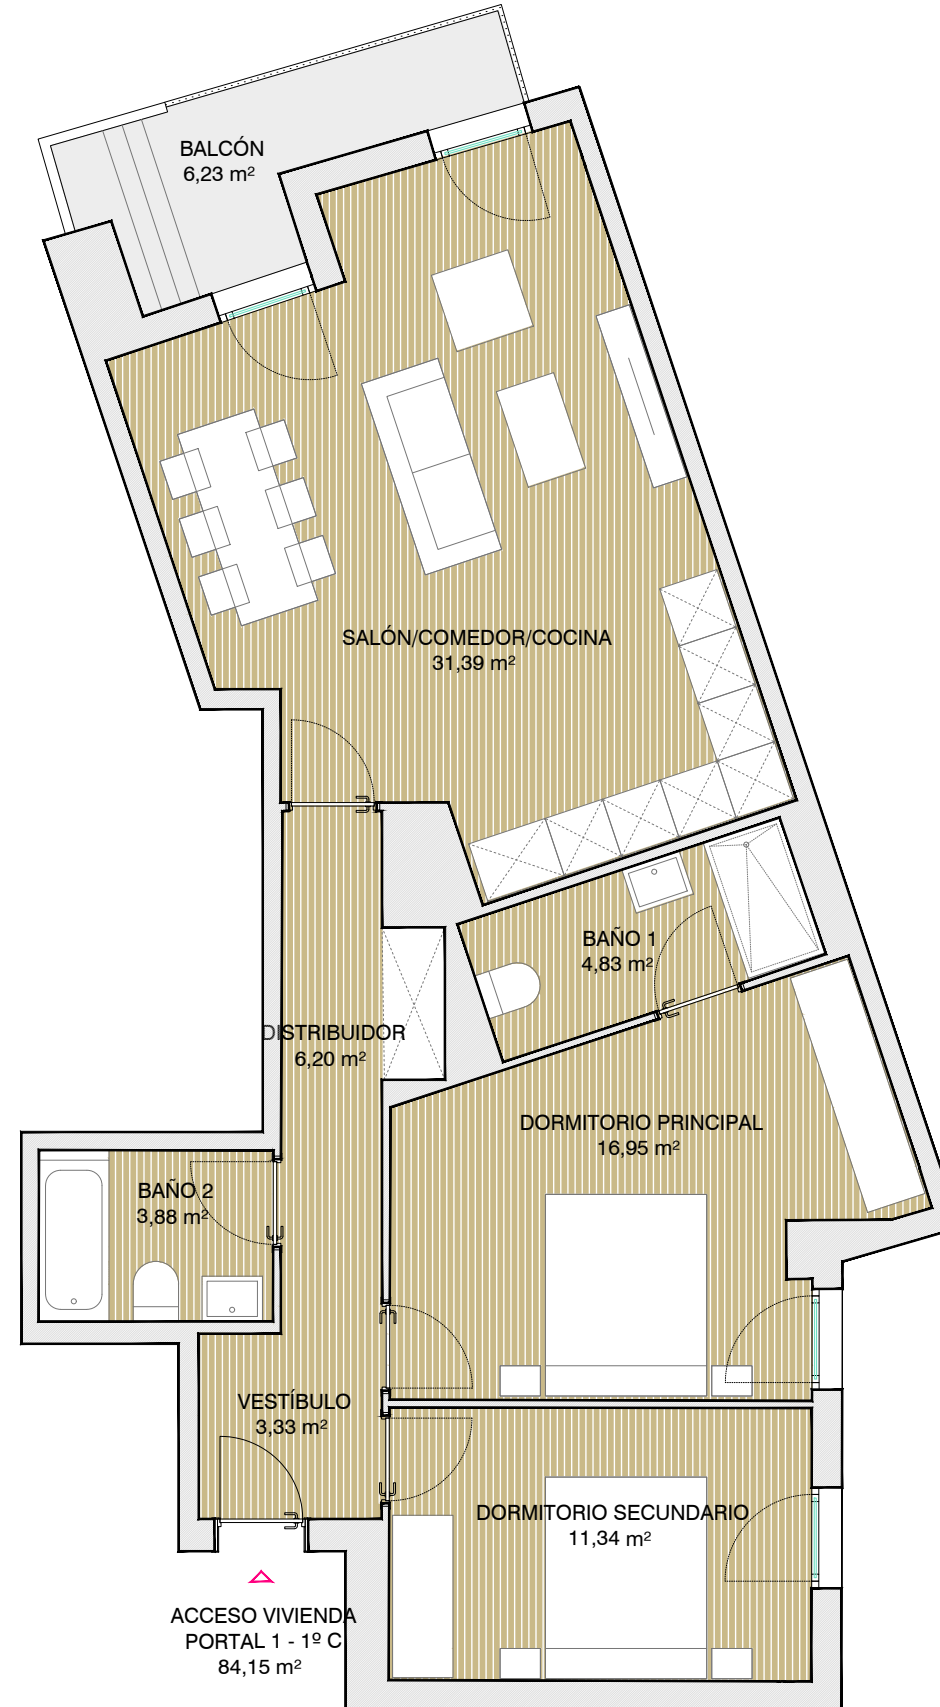 BALCÓN
6,23 m²
SALÓN/COMEDOR/COCINA
31,39 m²
BAÑO 1
4,83 m²
DISTRIBUIDOR
6,20 m²
DORMITORIO PRINCIPAL
16,95 m²
BAÑO 2
3,88 m²
VESTÍBULO
3,33 m²
DORMITORIO SECUNDARIO
11,34 m²
ACCESO VIVIENDA
PORTAL 1 - 1º C
84,15 m²